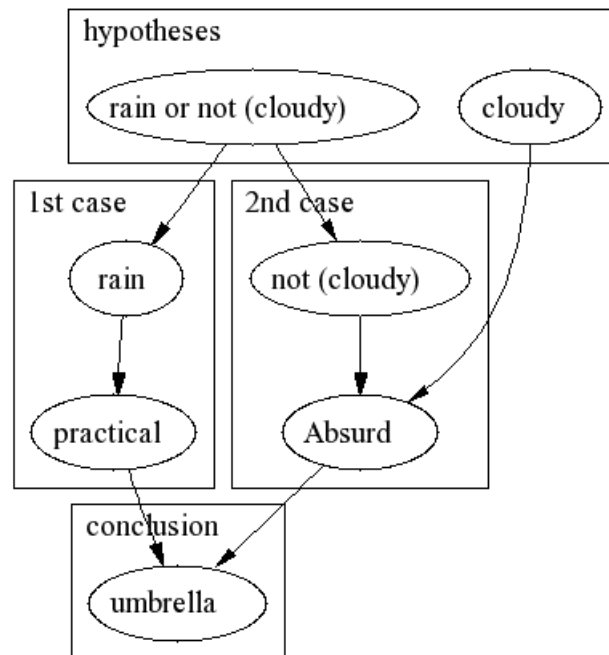 hypotheses
rain or not (cloudy)
cloudy
1st case
2nd case
rain
not (cloudy)
practical
Absurd
conclusion
umbrella